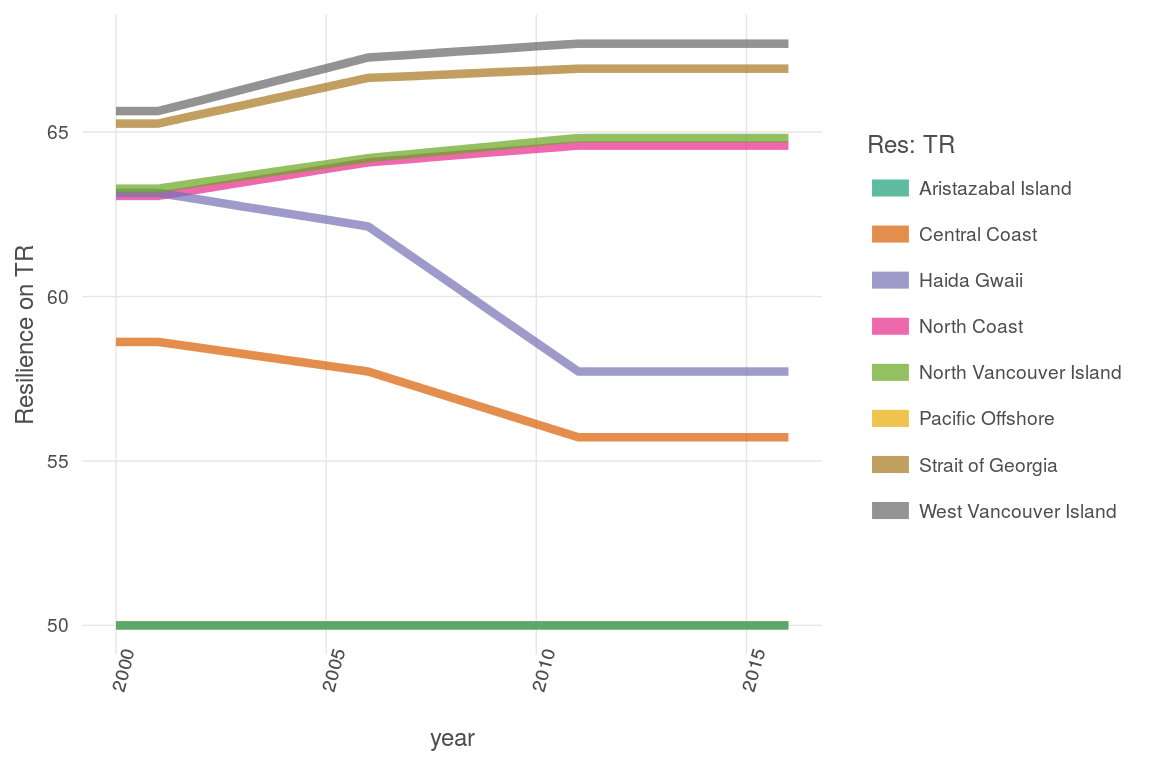 Resilience on TR
65
60
55
50
2000
2005
2010
2015
year
Res: TR
Aristazabal Island
Central Coast
Haida Gwaii
North Coast
North Vancouver Island
Pacific Offshore
Strait of Georgia
West Vancouver Island